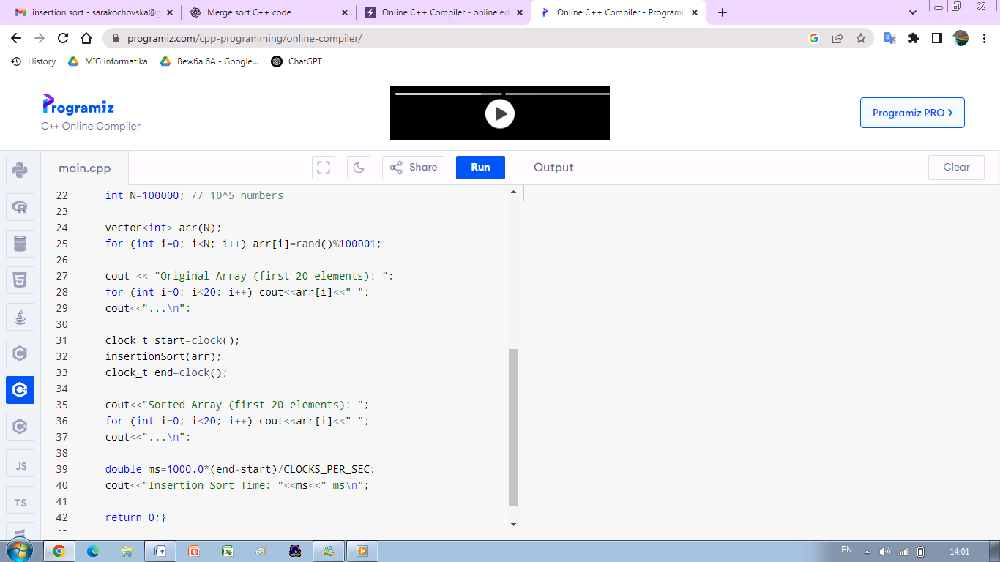 insertion sort - sarakochovska@g
Merge sort C++ code
Online C++ Compiler - online ed
Online C++ Compiler - Programi
programiz.com/cpp-programming/online-compiler/
History
MIG informatika
Вежба 6А - Google...
ChatGPT
Programiz
C++ Online Compiler
Programiz PRO
main.cpp
Share
Run
Output
Clear
22 int N=100000; // 10^5 numbers
23
24 vector<int> arr(N);
25 for (int i=0; i<N; i++) arr[i]=rand()%100001;
26
27 cout << "Original Array (first 20 elements): ";
28 for (int i=0; i<20; i++) cout<<arr[i]<<" ";
29 cout<<"...\n";
30
31 clock_t start=clock();
32 insertionSort(arr);
33 clock_t end=clock();
34
35 cout<<"Sorted Array (first 20 elements): ";
36 for (int i=0; i<20; i++) cout<<arr[i]<<" ";
37 cout<<"...\n";
38
39 double ms=1000.0*(end-start)/CLOCKS_PER_SEC;
40 cout<<"Insertion Sort Time: "<<ms<<" ms\n";
41
42 return 0;}
JS
TS
EN
14:01